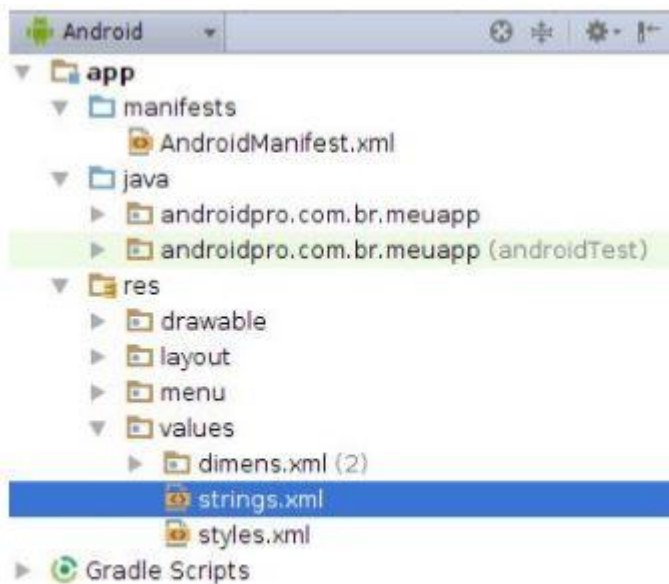 Android
app
manifests
AndroidManifest.xml
java
androidpro.com.br.meuapp
androidpro.com.br.meuapp (androidTest)
res
drawable
layout
menu
values
dimens.xml (2)
strings.xml
styles.xml
Gradle Scripts